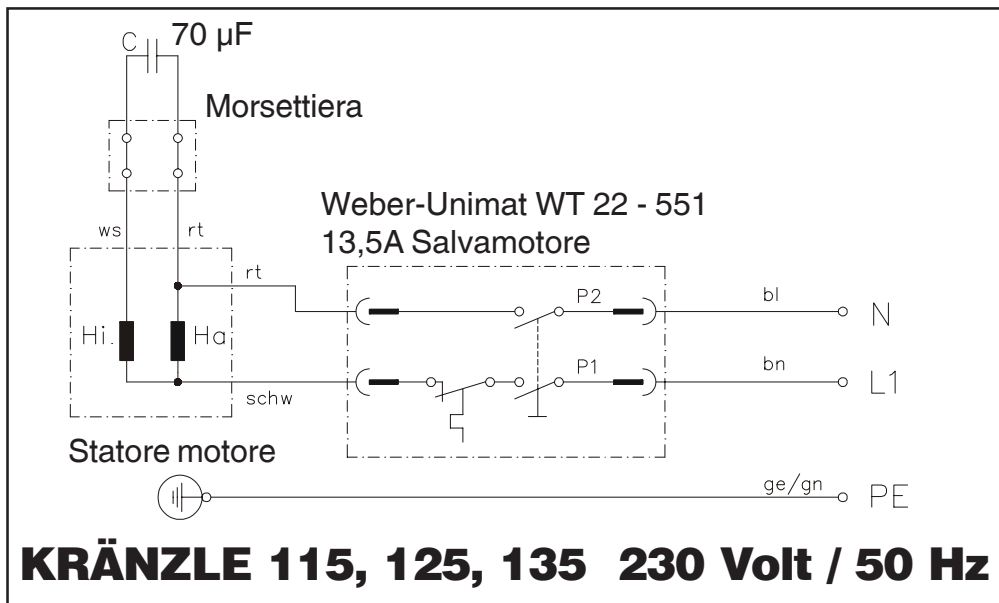 C 70 µF
Morsettiera
Weber-Unimat WT 22 - 551
13,5A Salvamotore
ws rt
rt
P2
bl
N
Hi. Ha
P1
bn
L1
schw
Statore motore
ge/gn
PE
KRÄNZLE 115, 125, 135 230 Volt / 50 Hz